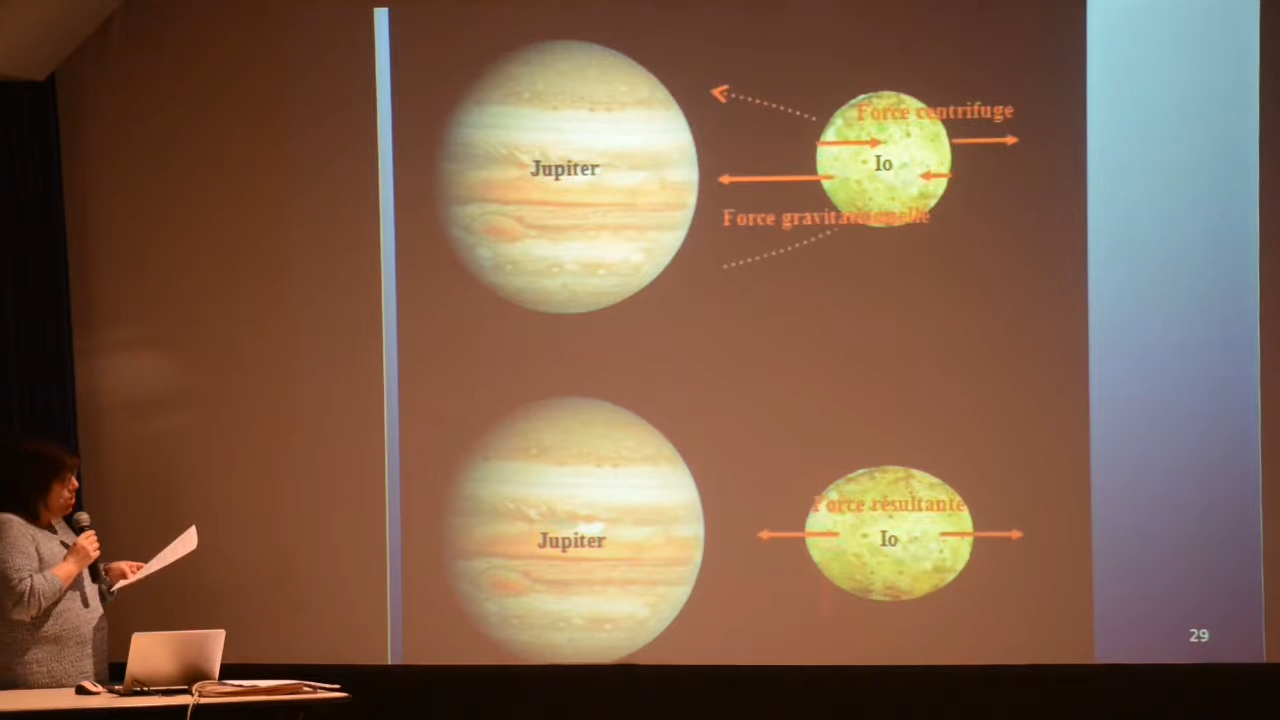 Force centrifuge
Jupiter
Io
Force gravitationnelle
Force résultante
Jupiter
Io
29